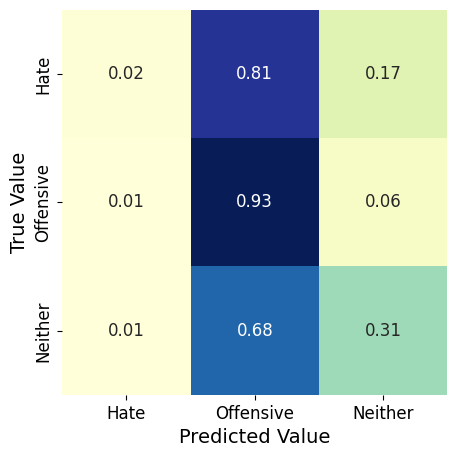 True Value
Hate
0.02 0.81 0.17
Offensive
0.01 0.93 0.06
Neither
0.01 0.68 0.31
Hate Offensive Neither
Predicted Value